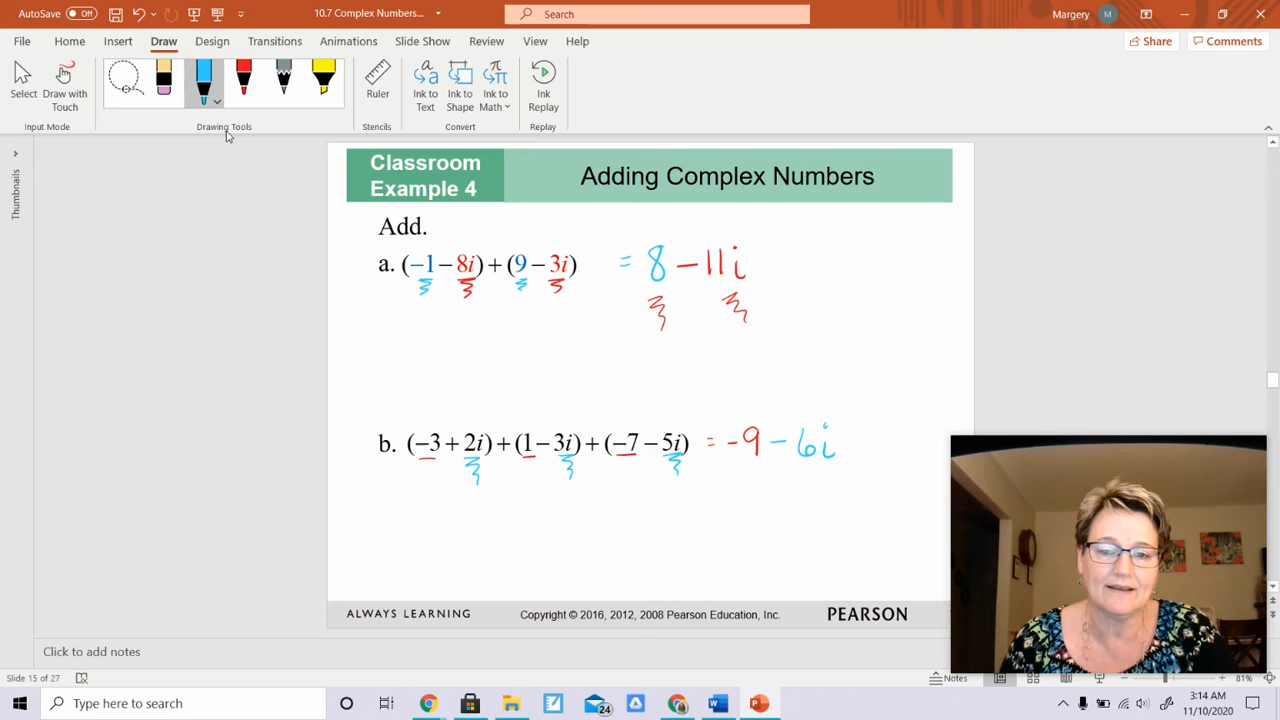 AutoSave Off 10.7 Complex Numbers... Search Margery M
File Home Insert Draw Design Transitions Animations Slide Show Review View Help Share Comments
Select Draw with Touch Ruler Ink to Text Ink to Shape Ink to Math Ink Replay
Input Mode Drawing Tools Stencils Convert Replay
Thumbnails
Classroom Example 4
Adding Complex Numbers
Add.
a. (−1 − 8i) + (9 − 3i) = 8 − 11i
b. (−3 + 2i) + (1 − 3i) + (−7 − 5i) = -9 - 6i
ALWAYS LEARNING Copyright © 2016, 2012, 2008 Pearson Education, Inc. PEARSON
Click to add notes
Slide 15 of 27 Notes 81%
Type here to search 24 3:14 AM
11/10/2020